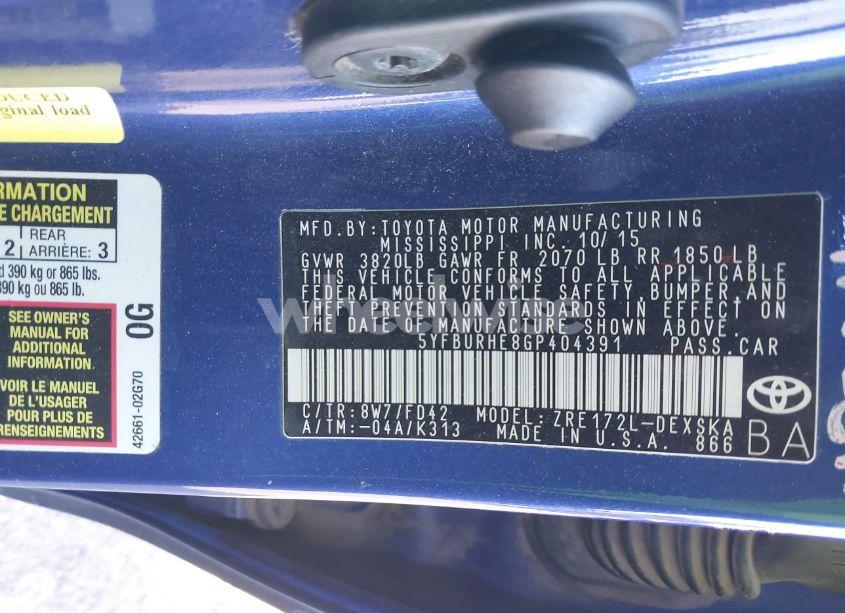 DUCED
ginal load
RMATION
E CHARGEMENT
2 REAR ARRIÈRE: 3
d 390 kg or 865 lbs.
390 kg ou 865 lb.
SEE OWNER'S
MANUAL FOR
ADDITIONAL
INFORMATION.
VOIR LE MANUEL
DE L'USAGER
POUR PLUS DE
RENSEIGNEMENTS
0G
42661-02G70
MFD.BY:TOYOTA MOTOR MANUFACTURING
MISSISSIPPI INC.10/15
GVWR 3820LB GAWR FR 2070 LB RR 1850 LB
THIS VEHICLE CONFORMS TO ALL APPLICABLE
FEDERAL MOTOR VEHICLE SAFETY,BUMPER,AND
THEFT PREVENTION STANDARDS IN EFFECT ON
THE DATE OF MANUFACTURE SHOWN ABOVE.
5YFBURHE8GP404391 PASS.CAR
C/TR:8W7/FD42 MODEL:ZRE172L-DEXSKA
A/TM:-04A/K313 MADE IN U.S.A. 866
BA
wheelwise